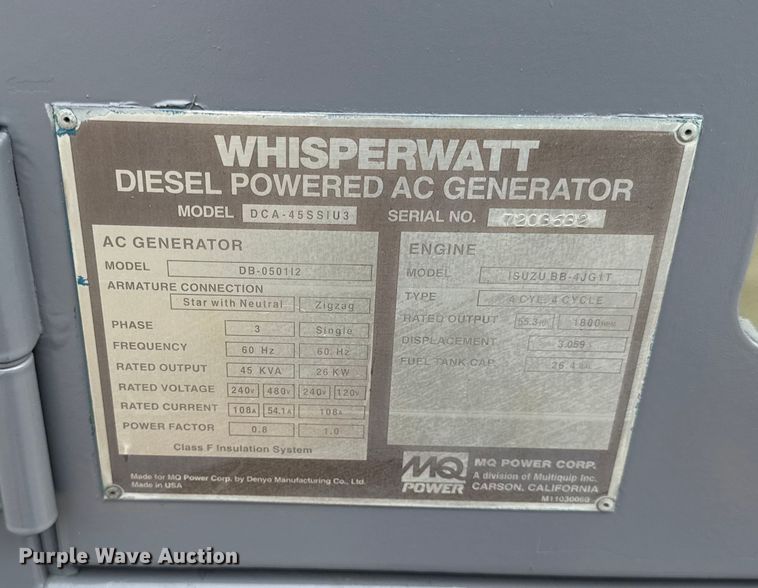 WHISPERWATT
DIESEL POWERED AC GENERATOR
MODEL DCA-45SSIU3 SERIAL NO.
AC GENERATOR
MODEL DB-0501I2
ARMATURE CONNECTION
Star with Neutral Zigzag
PHASE 3 Single
FREQUENCY 60 Hz 60 Hz
RATED OUTPUT 45 KVA 26 KW
RATED VOLTAGE 240V 480V 240V 120V
RATED CURRENT 108A 54.1A 108A
POWER FACTOR 0.8 1.0
Class F Insulation System
ENGINE
MODEL ISUZU BB-4JG1T
TYPE 4 CYL. 4 CYCLE
RATED OUTPUT 55.3 1800RPM
DISPLACEMENT 3.059
FUEL TANK CAP. 26.4
Made for MQ Power Corp. by Denyo Manufacturing Co., Ltd.
Made in USA
MQ POWER
MQ POWER CORP.
A division of Multiquip Inc.
CARSON, CALIFORNIA
Purple Wave Auction